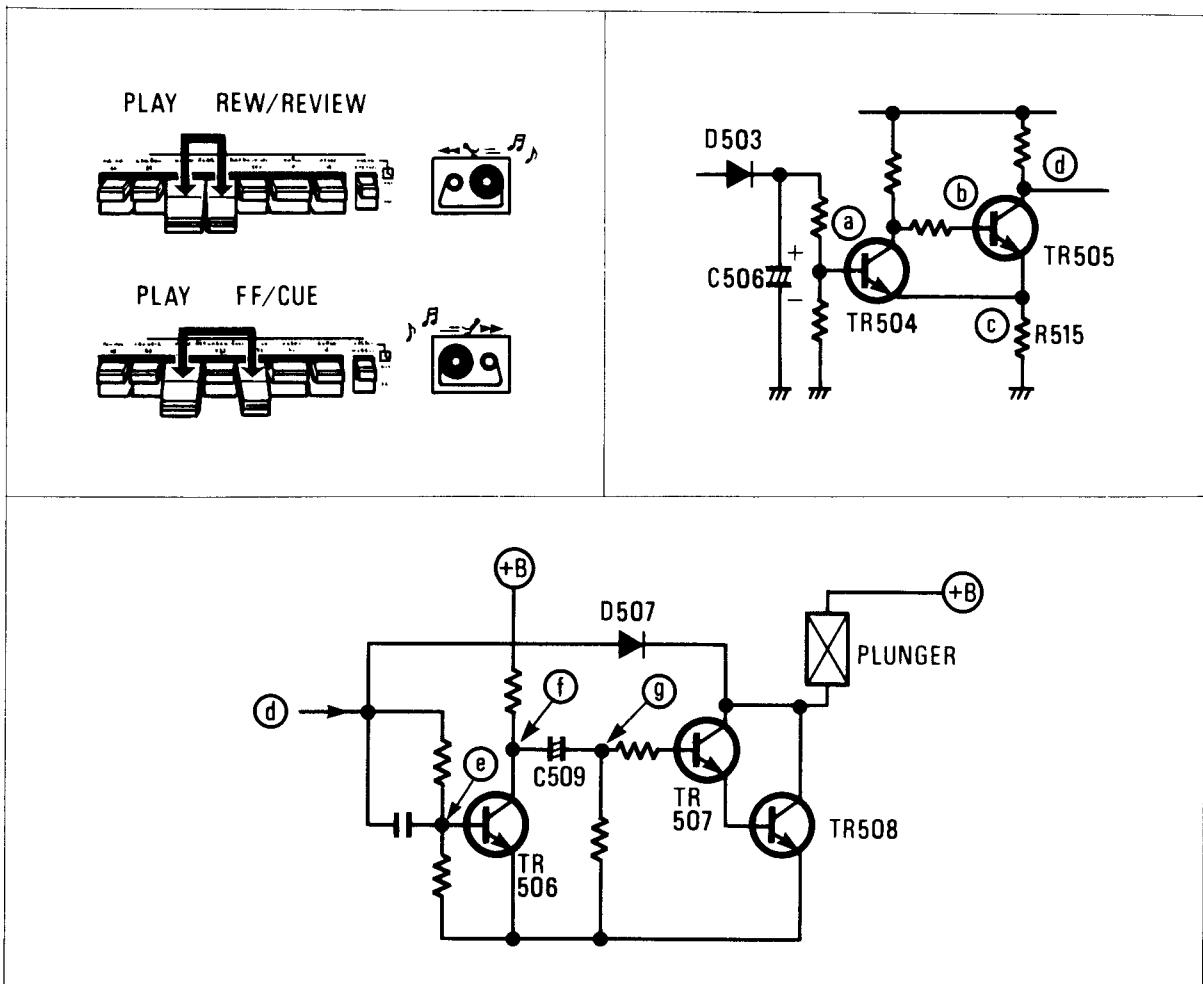 PLAY REW/REVIEW
PLAY FF/CUE
D503
a
b
d
C506
+
−
TR504
TR505
c
R515
+B
D507
+B
PLUNGER
d
f
g
e
C509
TR
506
TR
507
TR508